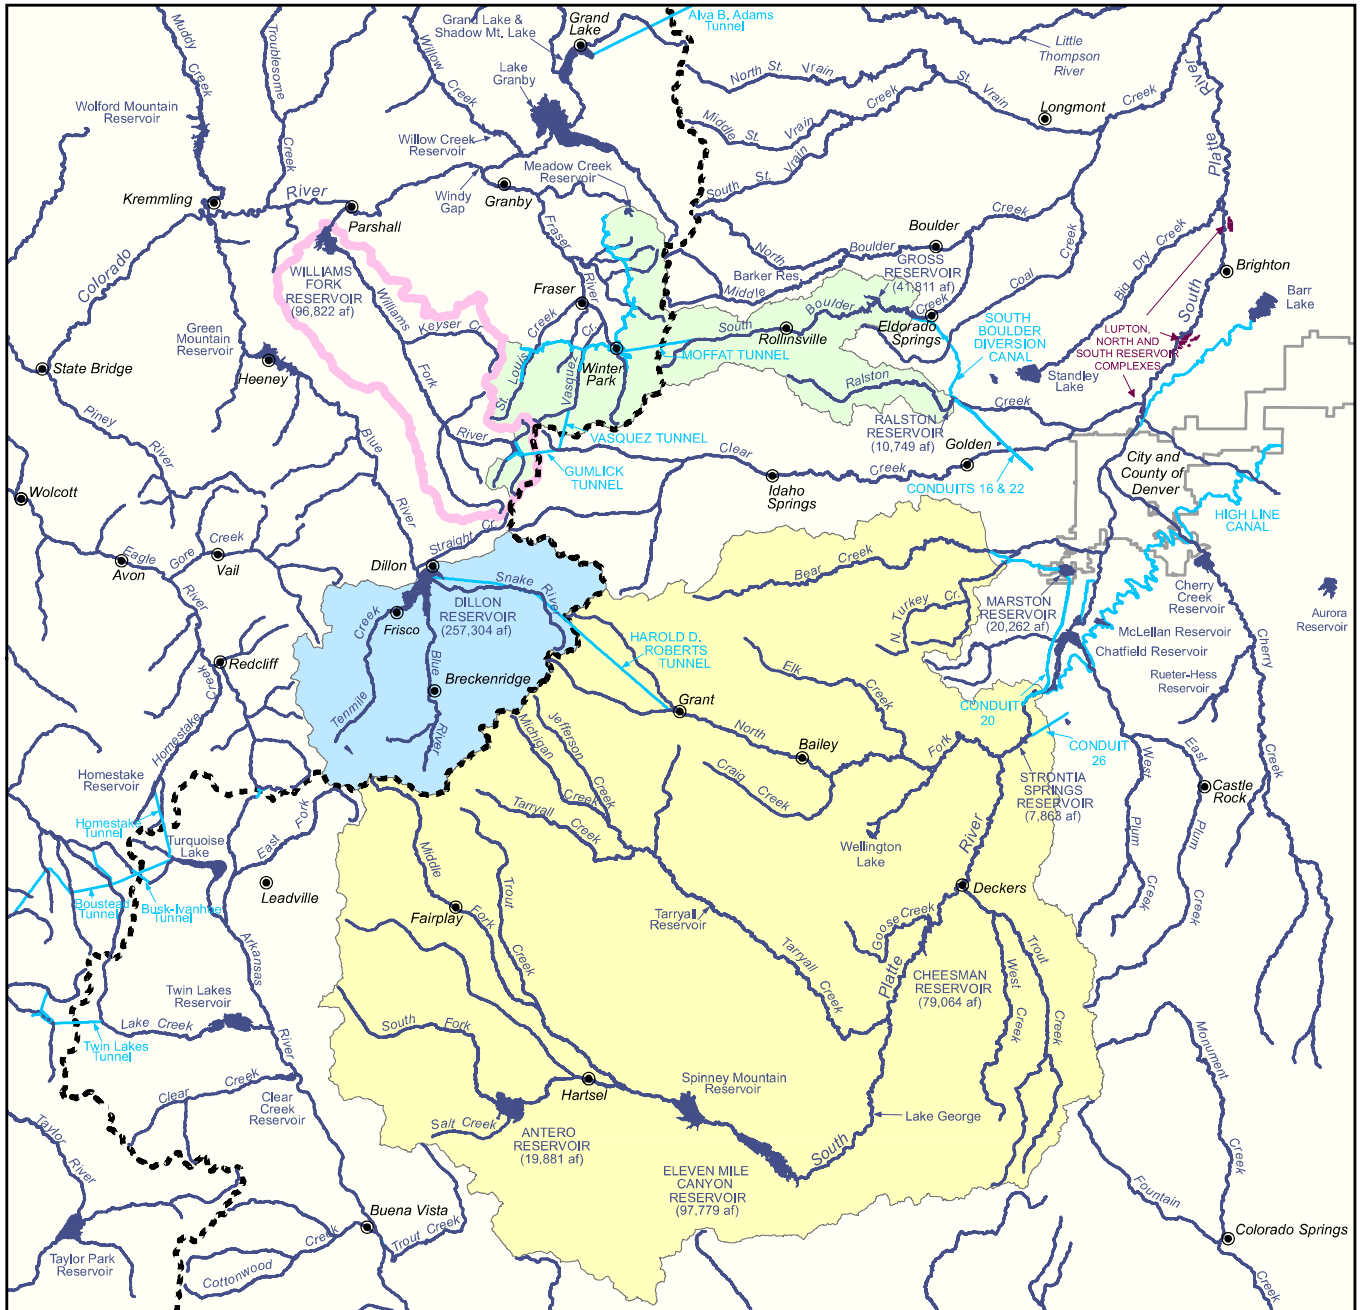 Muddy
Creek
Troublesome
Creek
Willow
Creek
Grand Lake &
Shadow Mt. Lake
Grand
Lake
Alva B. Adams
Tunnel
Lake
Granby
North St. Vrain
Little
Thompson
River
St. Vrain
Creek
Longmont
River
Platte
South
Wolford Mountain
Reservoir
Willow Creek
Reservoir
Middle St. Vrain Creek
South St. Vrain
Meadow Creek
Reservoir
Kremmling
River
Parshall
Windy
Gap
Granby
Fraser
River
North
Boulder
Creek
Boulder
Barker Res.
Middle
GROSS
RESERVOIR
(41,811 af)
Coal
Creek
Big Dry Creek
Brighton
Barr
Lake
Colorado
WILLIAMS
FORK
RESERVOIR
(96,822 af)
Williams
Fork
River
Keyser Cr.
Fraser
St. Louis
Creek
Vasquez
Cr.
Winter
Park
South
Boulder
Creek
Rollinsville
Eldorado
Springs
MOFFAT TUNNEL
SOUTH
BOULDER
DIVERSION
CANAL
LUPTON,
NORTH AND
SOUTH RESERVOIR
COMPLEXES
Standley
Lake
Green
Mountain
Reservoir
Heeney
State Bridge
Piney
River
Blue
River
Ralston
Creek
RALSTON
RESERVOIR
(10,749 af)
Golden
VASQUEZ TUNNEL
GUMLICK
TUNNEL
Clear
Creek
Idaho
Springs
CONDUITS 16 & 22
City and
County of
Denver
HIGH LINE
CANAL
Wolcott
Eagle
River
Avon
Gore
Creek
Vail
Straight
Cr.
Dillon
Snake
River
DILLON
RESERVOIR
(257,304 af)
Frisco
Tenmile
Creek
Blue
River
Breckenridge
Redcliff
HAROLD D.
ROBERTS
TUNNEL
Bear Creek
N. Turkey
Cr.
MARSTON
RESERVOIR
(20,262 af)
Cherry
Creek
Reservoir
Aurora
Reservoir
McLellan Reservoir
Chatfield Reservoir
Rueter-Hess
Reservoir
Cherry
Creek
Elk
Creek
Grant
North
Fork
Bailey
CONDUIT
20
CONDUIT
26
STRONTIA
SPRINGS
RESERVOIR
(7,863 af)
Craig
Creek
Michigan
Creek
Jefferson
Creek
Tarryall
Creek
Homestake
Creek
Homestake
Reservoir
Homestake
Tunnel
Turquoise
Lake
East
Fork
Boustead
Tunnel
Busk-Ivanhoe
Tunnel
Leadville
Arkansas
River
Middle
Fork
Trout
Creek
Fairplay
Wellington
Lake
River
Deckers
West
Plum
Creek
East
Plum
Creek
Castle
Rock
Tarryall
Reservoir
Tarryall
Creek
Goose Creek
Platte
CHEESMAN
RESERVOIR
(79,064 af)
West
Creek
Trout
Creek
Twin Lakes
Reservoir
Lake Creek
Twin Lakes
Tunnel
South
Fork
Hartsel
Spinney Mountain
Reservoir
Monument
Creek
Clear
Creek
Clear
Creek
Reservoir
Salt Creek
ANTERO
RESERVOIR
(19,881 af)
Lake George
South
ELEVEN MILE
CANYON
RESERVOIR
(97,779 af)
Taylor
River
Taylor Park
Reservoir
Buena Vista
Cottonwood
Creek
Trout Creek
Fountain
Creek
Colorado Springs